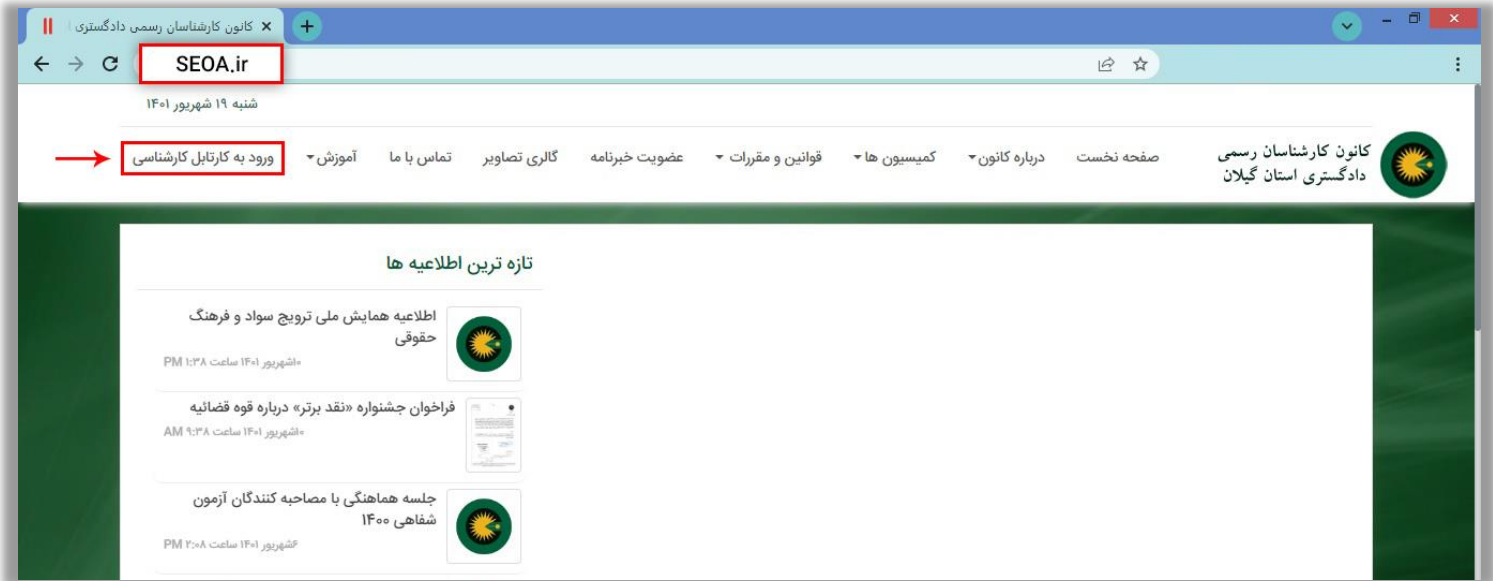 کانون کارشناسان رسمی دادگستری
SEOA.ir
شنبه ۱۹ شهریور ۱۴۰۱
کانون کارشناسان رسمی
دادگستری استان گیلان
صفحه نخست
درباره کانون
کمیسیون ها
قوانین و مقررات
عضویت خبرنامه
گالری تصاویر
تماس با ما
آموزش
ورود به کارتابل کارشناسی
تازه ترین اطلاعیه ها
اطلاعیه همایش ملی ترویج سواد و فرهنگ
حقوقی
۱۰شهریور ۱۴۰۱ ساعت ۱:۳۸ PM
فراخوان جشنواره «نقد برتر» درباره قوه قضائیه
۱۰شهریور ۱۴۰۱ ساعت ۹:۳۸ AM
جلسه هماهنگی با مصاحبه کنندگان آزمون
شفاهی ۱۴۰۰
۶شهریور ۱۴۰۱ ساعت ۲:۰۸ PM